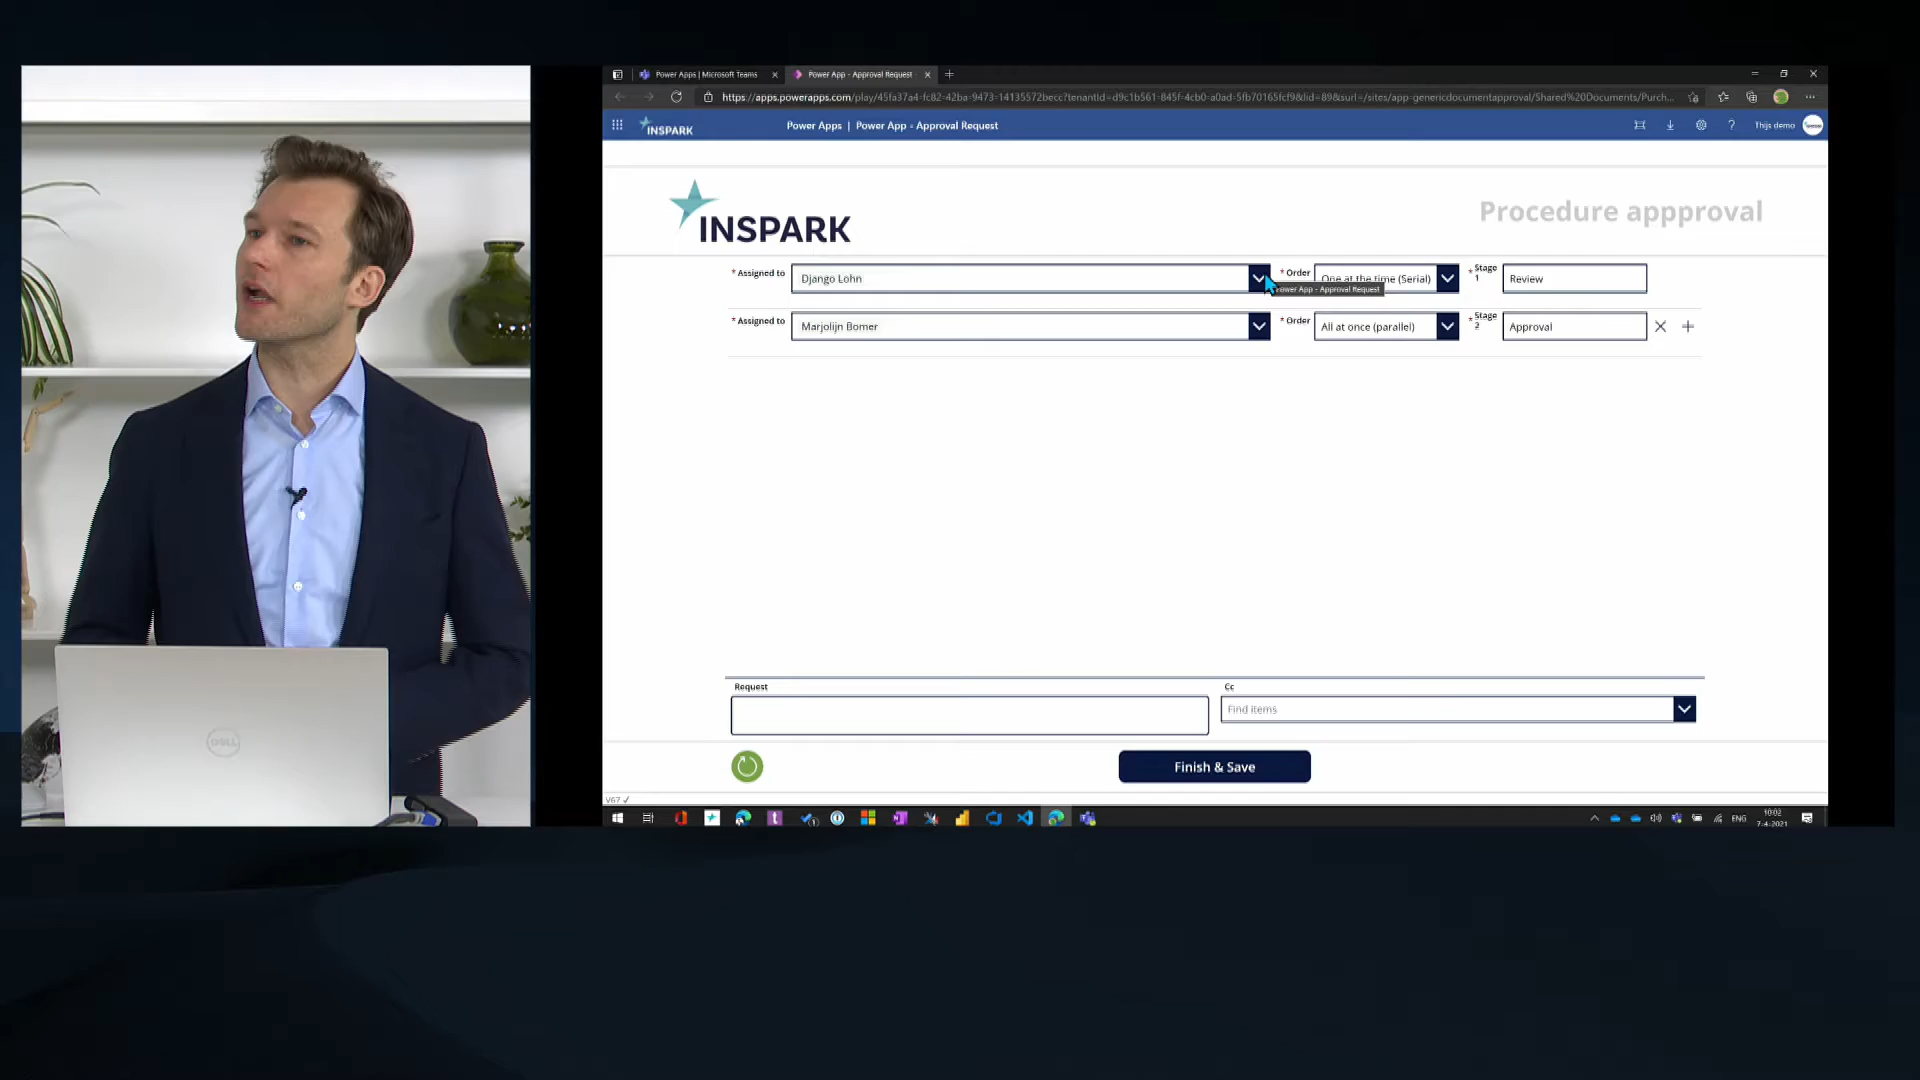 Power Apps | Microsoft Teams
Power App - Approval Request
https://apps.powerapps.com/play/45fa37a4-fc82-42ba-9473-14135572becc?tenantId=d9c1b561-845f-4cb0-a0ad-5fb70165fcf9&lid=89&surl=/sites/app-genericdocumentapproval/Shared%20Documents/Purch...
INSPARK
Power Apps | Power App - Approval Request
Thijs demo
INSPARK
Procedure appproval
* Assigned to
Django Lohn
* Order
One at the time (Serial)
* Stage 1
Review
Power App - Approval Request
* Assigned to
Marjolijn Bomer
* Order
All at once (parallel)
* Stage 2
Approval
Request
Cc
Find items
Finish & Save
V67
ENG
10:02
7-4-2021
DELL